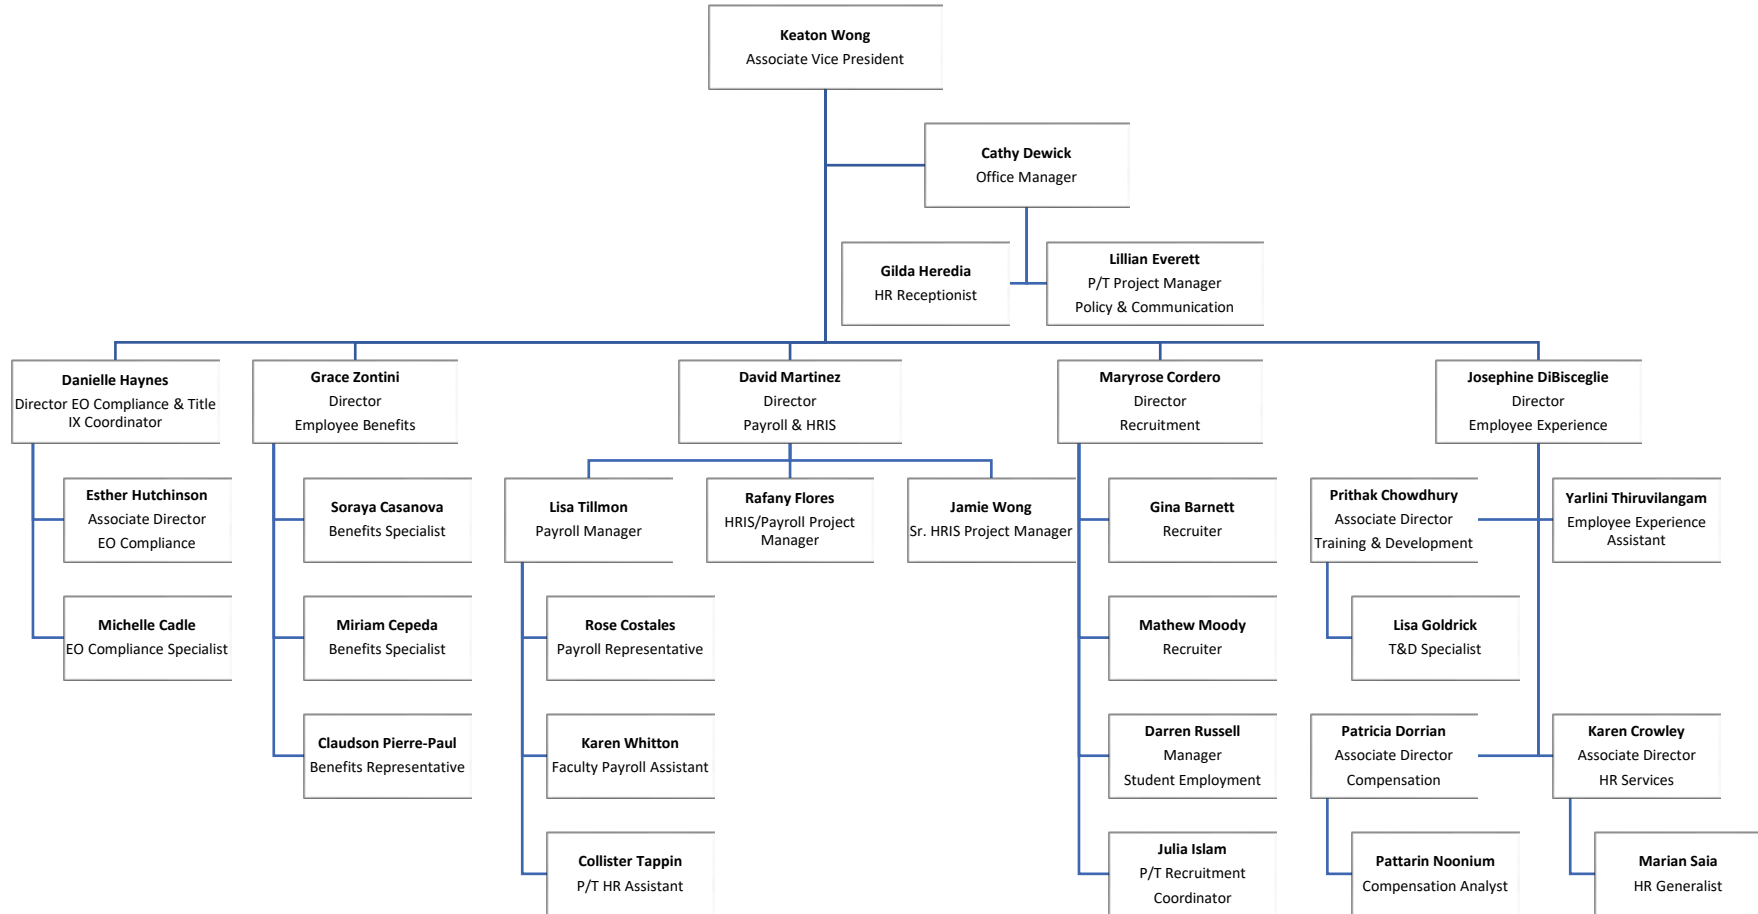 Keaton Wong
Associate Vice President
Cathy Dewick
Office Manager
Gilda Heredia
HR Receptionist
Lillian Everett
P/T Project Manager
Policy & Communication
Danielle Haynes
Director EO Compliance & Title
IX Coordinator
Grace Zontini
Director
Employee Benefits
David Martinez
Director
Payroll & HRIS
Maryrose Cordero
Director
Recruitment
Josephine DiBisceglie
Director
Employee Experience
Esther Hutchinson
Associate Director
EO Compliance
Michelle Cadle
EO Compliance Specialist
Soraya Casanova
Benefits Specialist
Miriam Cepeda
Benefits Specialist
Claudson Pierre-Paul
Benefits Representative
Lisa Tillmon
Payroll Manager
Rafany Flores
HRIS/Payroll Project
Manager
Jamie Wong
Sr. HRIS Project Manager
Rose Costales
Payroll Representative
Karen Whitton
Faculty Payroll Assistant
Collister Tappin
P/T HR Assistant
Gina Barnett
Recruiter
Mathew Moody
Recruiter
Darren Russell
Manager
Student Employment
Julia Islam
P/T Recruitment
Coordinator
Prithak Chowdhury
Associate Director
Training & Development
Yarlini Thiruvilangam
Employee Experience
Assistant
Lisa Goldrick
T&D Specialist
Patricia Dorrian
Associate Director
Compensation
Karen Crowley
Associate Director
HR Services
Pattarin Noonium
Compensation Analyst
Marian Saia
HR Generalist